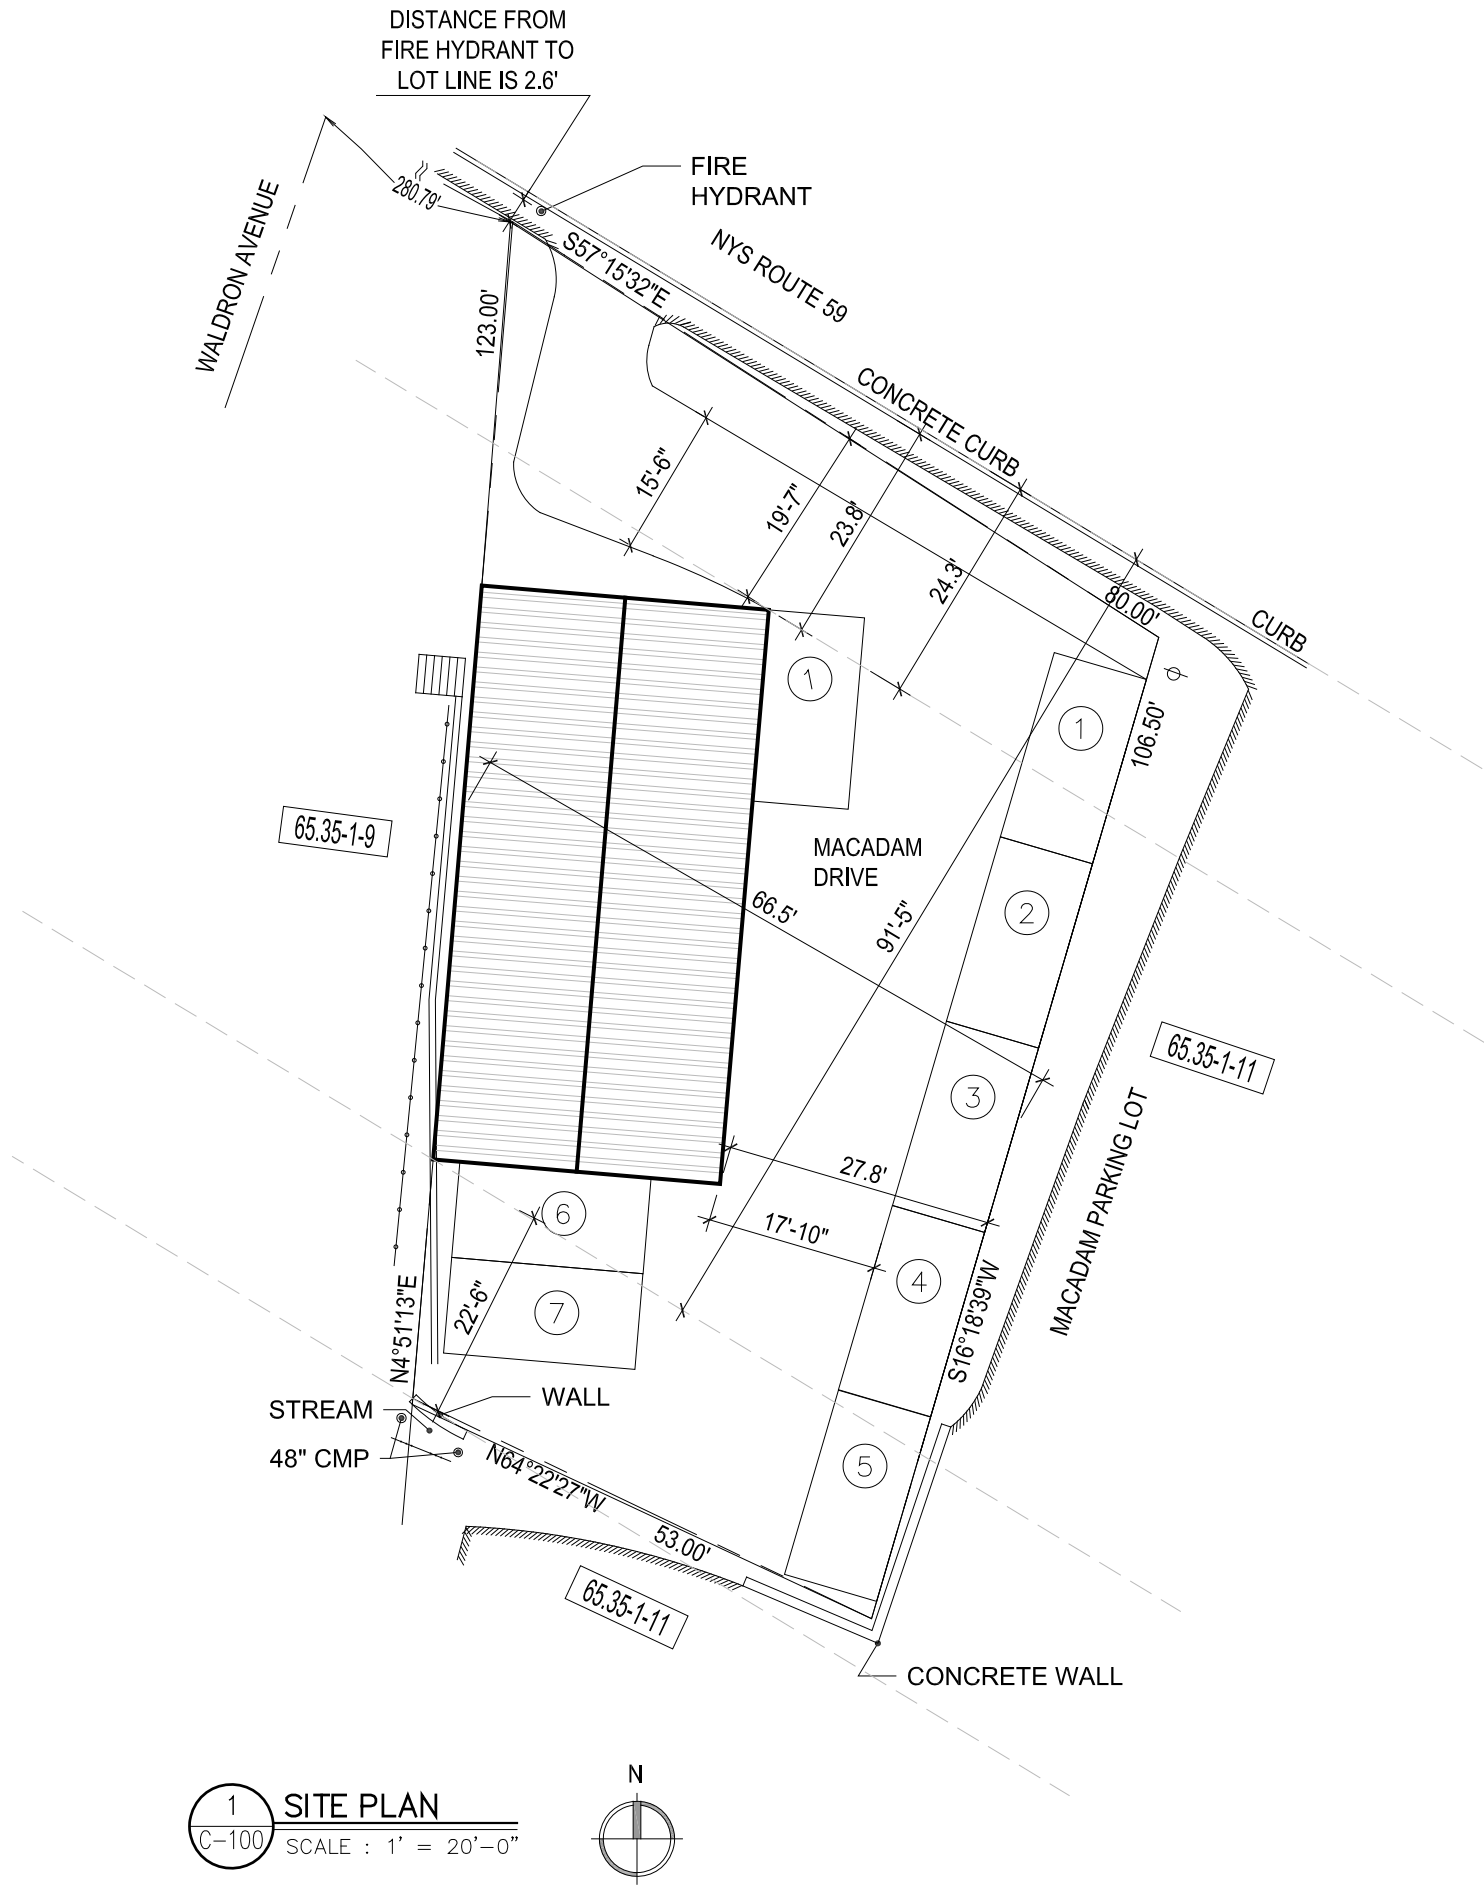 DISTANCE FROM
FIRE HYDRANT TO
LOT LINE IS 2.6'
FIRE
HYDRANT
280.79'
WALDRON AVENUE
NYS ROUTE 59
S57°15'32"E
123.00'
CONCRETE CURB
15'-6"
19'-7"
23.8'
24.3'
80.00'
CURB
1
1
106.50'
65.35-1-9
MACADAM
DRIVE
66.5'
91'-5"
2
3
65.35-1-11
MACADAM PARKING LOT
27.8'
17'-10"
6
7
22'-6"
4
S16°18'39"W
N4°51'13"E
WALL
STREAM
48" CMP
5
N64°22'27"W
53.00'
65.35-1-11
CONCRETE WALL
N
1
C-100
SITE PLAN
SCALE : 1' = 20'-0"